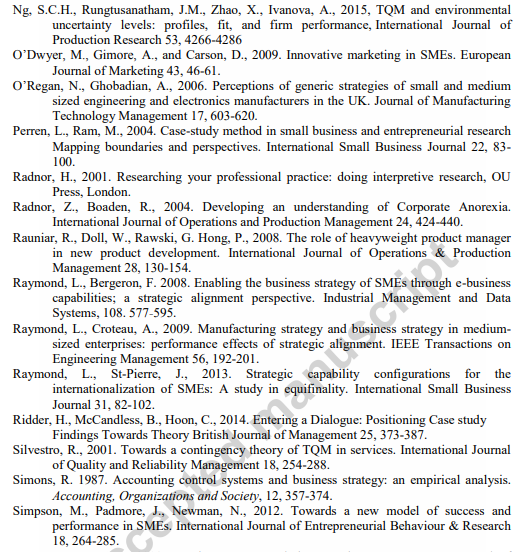 Ng, S.C.H., Rungtusanatham, J.M., Zhao, X., Ivanova, A., 2015, TQM and environmental
uncertainty levels: profiles, fit, and firm performance, International Journal of
Production Research 53, 4266-4286
O'Dwyer, M., Gimore, A., and Carson, D., 2009. Innovative marketing in SMEs. European
Journal of Marketing 43, 46-61.
O'Regan, N., Ghobadian, A., 2006. Perceptions of generic strategies of small and medium
sized engineering and electronics manufacturers in the UK. Journal of Manufacturing
Technology Management 17, 603-620.
Perren, L., Ram, M., 2004. Case-study method in small business and entrepreneurial research
Mapping boundaries and perspectives. International Small Business Journal 22, 83-
100.
Radnor, H., 2001. Researching your professional practice: doing interpretive research, OU
Press, London.
Radnor, Z., Boaden, R., 2004. Developing an understanding of Corporate Anorexia.
International Journal of Operations and Production Management 24, 424-440.
Rauniar, R., Doll, W., Rawski, G. Hong, P., 2008. The role of heavyweight product manager
in new product development. International Journal of Operations & Production
Management 28, 130-154.
Raymond, L., Bergeron, F. 2008. Enabling the business strategy of SMEs through e-business
capabilities; a strategic alignment perspective. Industrial Management and Data
Systems, 108. 577-595.
Raymond, L., Croteau, A., 2009. Manufacturing strategy and business strategy in medium-
sized enterprises: performance effects of strategic alignment. IEEE Transactions on
Engineering Management 56, 192-201.
Raymond, L., St-Pierre, J., 2013. Strategic capability configurations for the
internationalization of SMEs: A study in equifinality. International Small Business
Journal 31, 82-102.
Ridder, H., McCandless, B., Hoon, C., 2014. Entering a Dialogue: Positioning Case study
Findings Towards Theory British Journal of Management 25, 373-387.
Silvestro, R., 2001. Towards a contingency theory of TQM in services. International Journal
of Quality and Reliability Management 18, 254-288.
Simons, R. 1987. Accounting control systems and business strategy: an empirical analysis.
Accounting, Organizations and Society, 12, 357-374.
Simpson, M., Padmore, J., Newman, N., 2012. Towards a new model of success and
performance in SMEs. International Journal of Entrepreneurial Behaviour & Research
18, 264-285.
manuscript